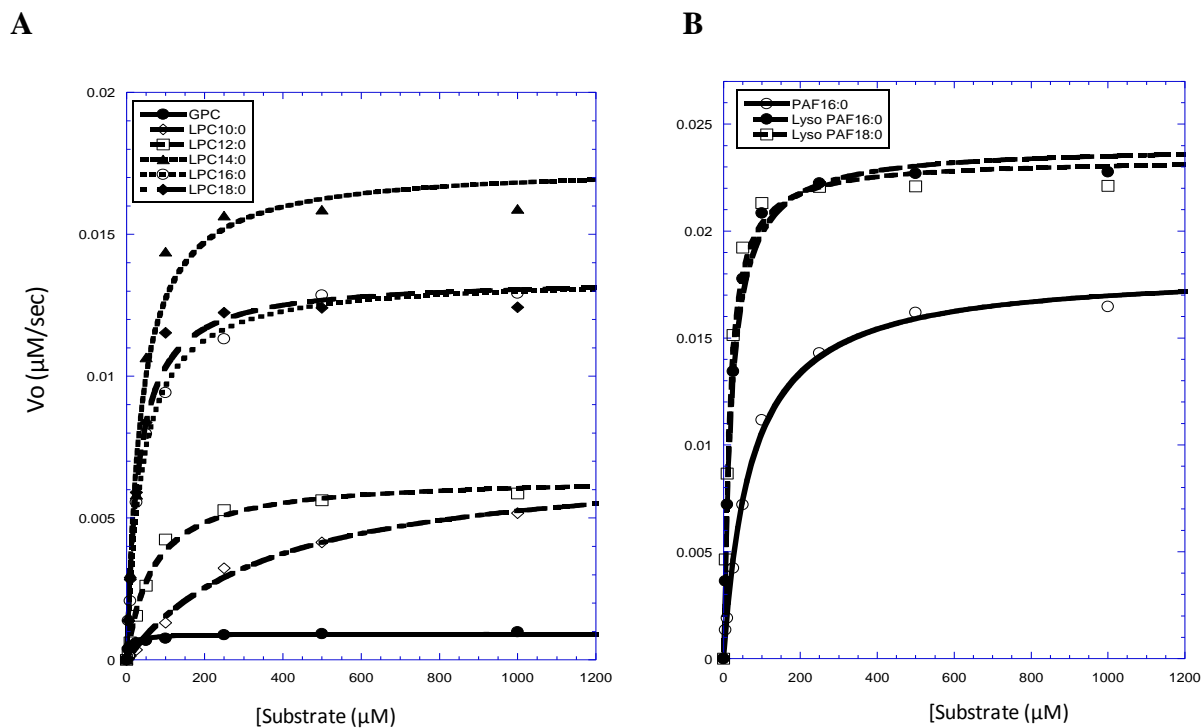 A
B
0.02
0.015
0.01
0.005
0
Vo (µM/sec)
GPC
LPC10:0
LPC12:0
LPC14:0
LPC16:0
LPC18:0
0 200 400 600 800 1000 1200
[Substrate (µM)
0.025
0.02
0.015
0.01
0.005
0
PAF16:0
Lyso PAF16:0
Lyso PAF18:0
0 200 400 600 800 1000 1200
[Substrate (µM)